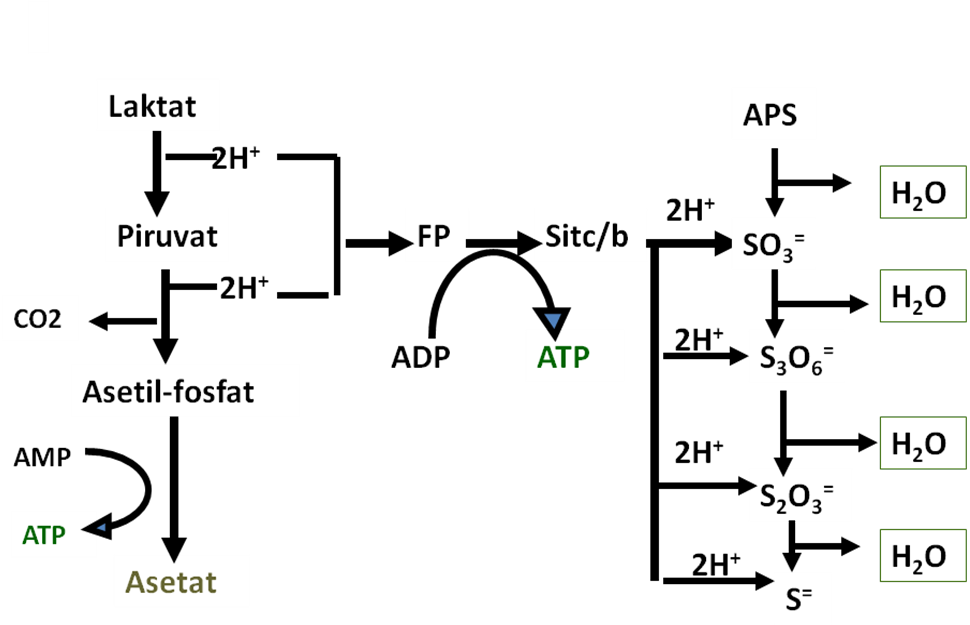 Laktat
2H⁺
Piruvat
2H⁺
CO2
Asetil-fosfat
AMP
ATP
Asetat
FP
Sitc/b
ADP
ATP
APS
H₂O
2H⁺
SO₃⁼
H₂O
2H⁺
S₃O₆⁼
H₂O
2H⁺
S₂O₃⁼
H₂O
2H⁺
S⁼